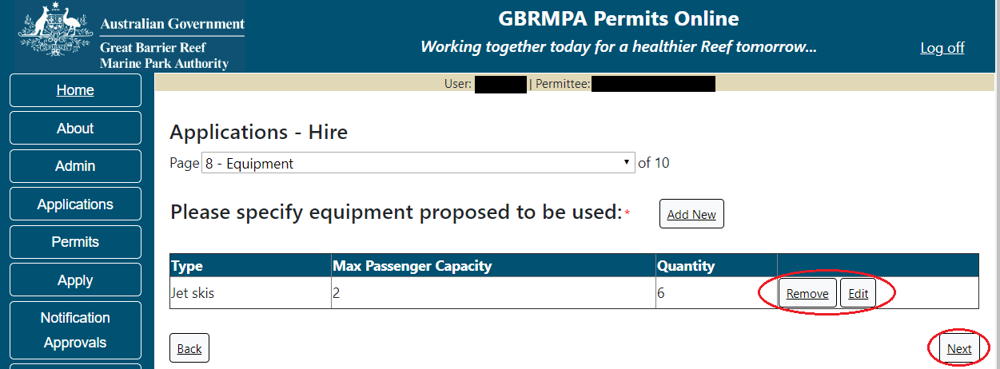 Australian Government
Great Barrier Reef
Marine Park Authority
GBRMPA Permits Online
Working together today for a healthier Reef tomorrow...
Log off
User: | Permittee:
Home
About
Admin
Applications
Permits
Apply
Notification
Approvals
Applications - Hire
Page 8 - Equipment of 10
Please specify equipment proposed to be used:* Add New
Type Max Passenger Capacity Quantity
Jet skis 2 6 Remove Edit
Back Next